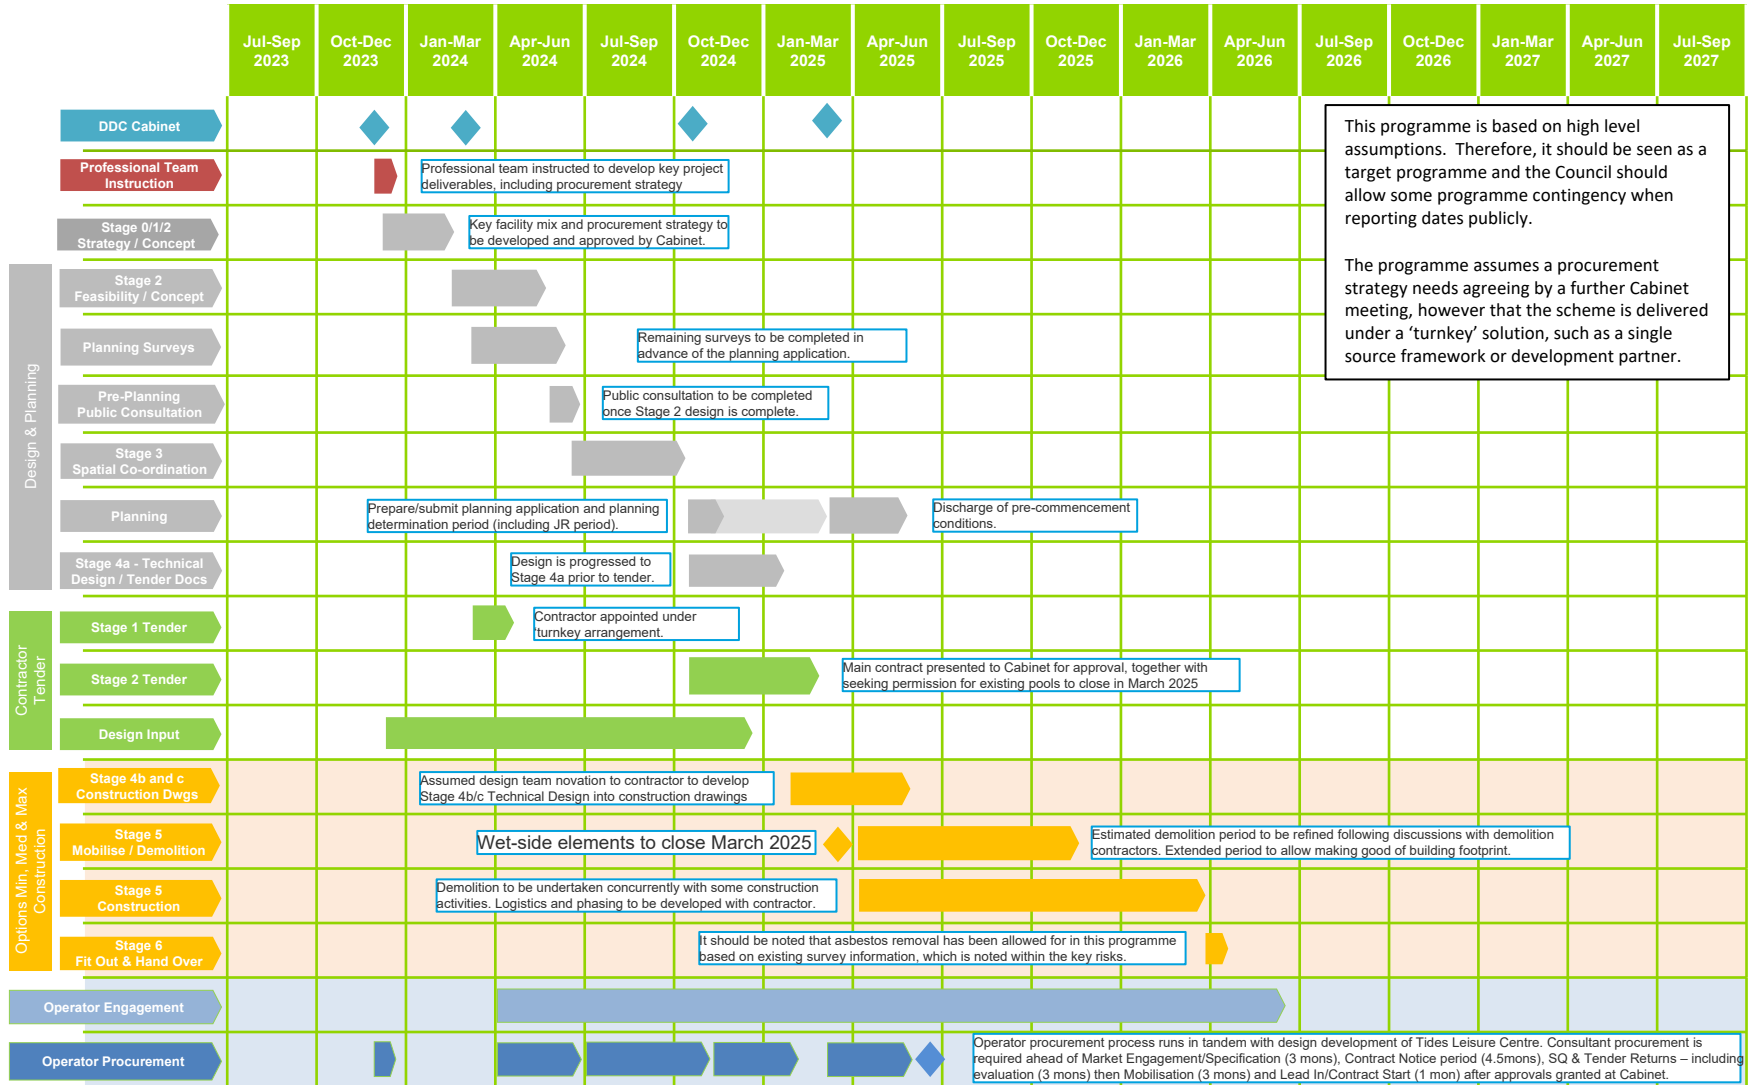 Jul-Sep
2023
Oct-Dec
2023
Jan-Mar
2024
Apr-Jun
2024
Jul-Sep
2024
Oct-Dec
2024
Jan-Mar
2025
Apr-Jun
2025
Jul-Sep
2025
Oct-Dec
2025
Jan-Mar
2026
Apr-Jun
2026
Jul-Sep
2026
Oct-Dec
2026
Jan-Mar
2027
Apr-Jun
2027
Jul-Sep
2027
This programme is based on high level
assumptions. Therefore, it should be seen as a
target programme and the Council should
allow some programme contingency when
reporting dates publicly.
The programme assumes a procurement
strategy needs agreeing by a further Cabinet
meeting, however that the scheme is delivered
under a ‘turnkey’ solution, such as a single
source framework or development partner.
DDC Cabinet
Professional Team
Instruction
Professional team instructed to develop key project
deliverables, including procurement strategy
Stage 0/1/2
Strategy / Concept
Key facility mix and procurement strategy to
be developed and approved by Cabinet.
Design & Planning
Stage 2
Feasibility / Concept
Planning Surveys
Remaining surveys to be completed in
advance of the planning application.
Pre-Planning
Public Consultation
Public consultation to be completed
once Stage 2 design is complete.
Stage 3
Spatial Co-ordination
Planning
Prepare/submit planning application and planning
determination period (including JR period).
Discharge of pre-commencement
conditions.
Stage 4a - Technical
Design / Tender Docs
Design is progressed to
Stage 4a prior to tender.
Contractor
Tender
Stage 1 Tender
Contractor appointed under
‘turnkey arrangement.
Stage 2 Tender
Main contract presented to Cabinet for approval, together with
seeking permission for existing pools to close in March 2025
Design Input
Options Min, Med & Max
Construction
Stage 4b and c
Construction Dwgs
Assumed design team novation to contractor to develop
Stage 4b/c Technical Design into construction drawings
Stage 5
Mobilise / Demolition
Wet-side elements to close March 2025
Estimated demolition period to be refined following discussions with demolition
contractors. Extended period to allow making good of building footprint.
Stage 5
Construction
Demolition to be undertaken concurrently with some construction
activities. Logistics and phasing to be developed with contractor.
Stage 6
Fit Out & Hand Over
It should be noted that asbestos removal has been allowed for in this programme
based on existing survey information, which is noted within the key risks.
Operator Engagement
Operator Procurement
Operator procurement process runs in tandem with design development of Tides Leisure Centre. Consultant procurement is
required ahead of Market Engagement/Specification (3 mons), Contract Notice period (4.5mons), SQ & Tender Returns – including
evaluation (3 mons) then Mobilisation (3 mons) and Lead In/Contract Start (1 mon) after approvals granted at Cabinet.